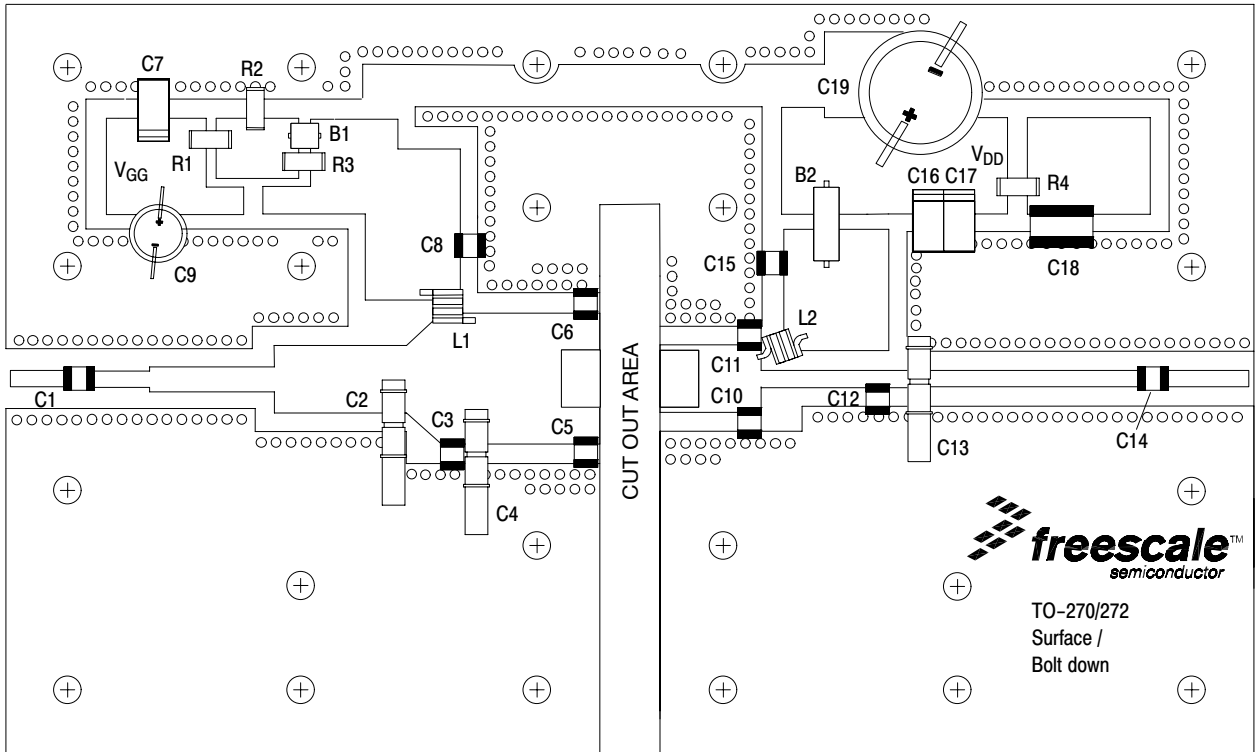 C7
R2
C19
B1
R1
R3
VGG
VDD
B2
C16 C17
R4
C8
C9
C15
C18
C6
L1
L2
C11
CUT OUT AREA
C1
C2
C3
C5
C10
C12
C14
C13
C4
freescale™
semiconductor
TO-270/272
Surface /
Bolt down